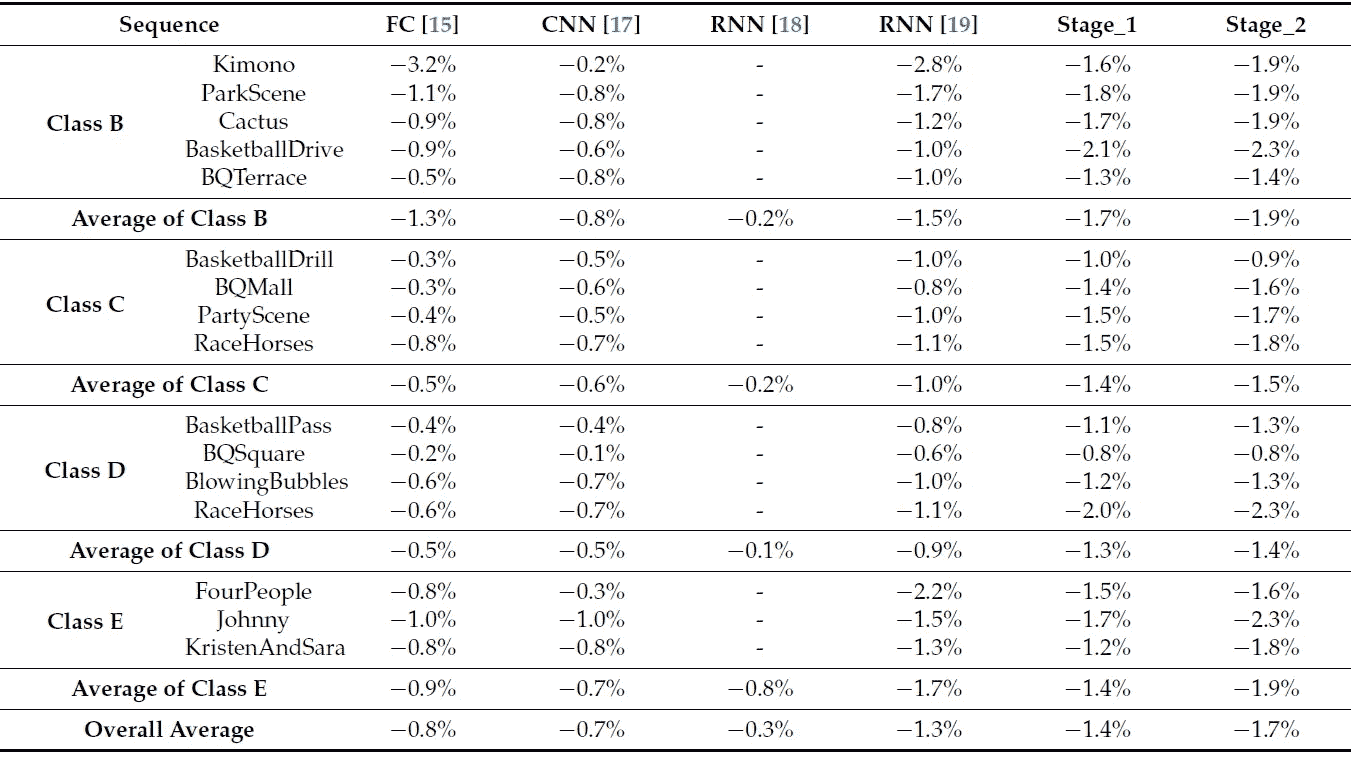 Sequence FC [15] CNN [17] RNN [18] RNN [19] Stage_1 Stage_2
Kimono −3.2% −0.2% - −2.8% −1.6% −1.9%
ParkScene −1.1% −0.8% - −1.7% −1.8% −1.9%
Class B Cactus −0.9% −0.8% - −1.2% −1.7% −1.9%
BasketballDrive −0.9% −0.6% - −1.0% −2.1% −2.3%
BQTerrace −0.5% −0.8% - −1.0% −1.3% −1.4%
Average of Class B −1.3% −0.8% −0.2% −1.5% −1.7% −1.9%
BasketballDrill −0.3% −0.5% - −1.0% −1.0% −0.9%
BQMall −0.3% −0.6% - −0.8% −1.4% −1.6%
Class C
PartyScene −0.4% −0.5% - −1.0% −1.5% −1.7%
RaceHorses −0.8% −0.7% - −1.1% −1.5% −1.8%
Average of Class C −0.5% −0.6% −0.2% −1.0% −1.4% −1.5%
BasketballPass −0.4% −0.4% - −0.8% −1.1% −1.3%
BQSquare −0.2% −0.1% - −0.6% −0.8% −0.8%
Class D
BlowingBubbles −0.6% −0.7% - −1.0% −1.2% −1.3%
RaceHorses −0.6% −0.7% - −1.1% −2.0% −2.3%
Average of Class D −0.5% −0.5% −0.1% −0.9% −1.3% −1.4%
FourPeople −0.8% −0.3% - −2.2% −1.5% −1.6%
Class E Johnny −1.0% −1.0% - −1.5% −1.7% −2.3%
KristenAndSara −0.8% −0.8% - −1.3% −1.2% −1.8%
Average of Class E −0.9% −0.7% −0.8% −1.7% −1.4% −1.9%
Overall Average −0.8% −0.7% −0.3% −1.3% −1.4% −1.7%